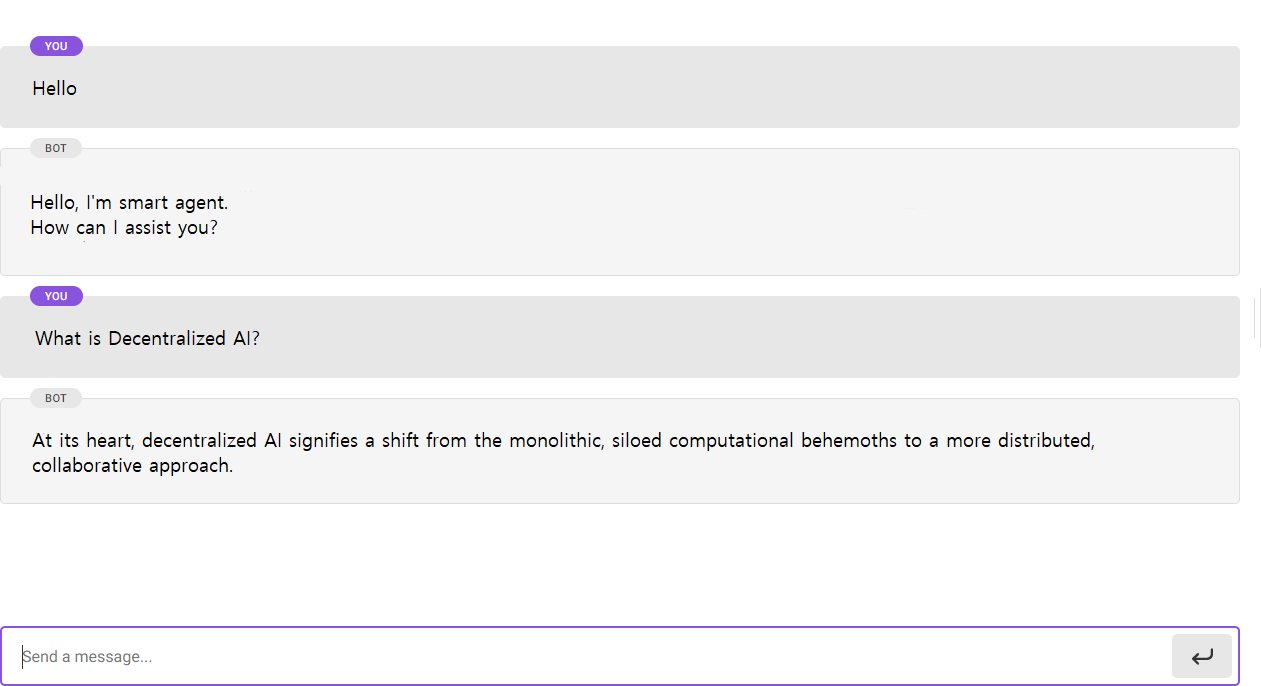 YOU
Hello
BOT
Hello, I'm smart agent.
How can I assist you?
YOU
What is Decentralized AI?
BOT
At its heart, decentralized AI signifies a shift from the monolithic, siloed computational behemoths to a more distributed,
collaborative approach.
Send a message...